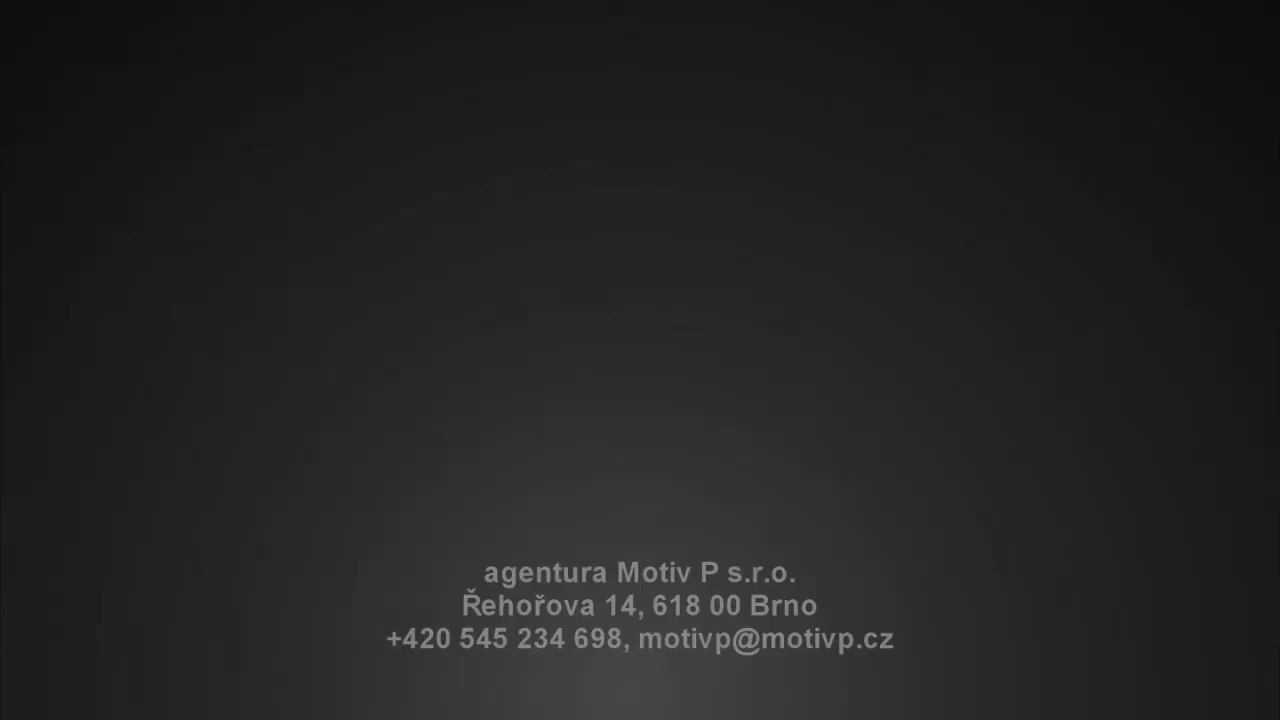 agentura Motiv P s.r.o.
Řehořova 14, 618 00 Brno
+420 545 234 698, motivp@motivp.cz